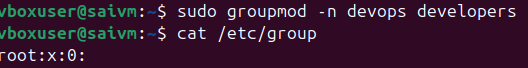 vboxuser@saivm:~$ sudo groupmod -n devops developers
vboxuser@saivm:~$ cat /etc/group
root:x:0: